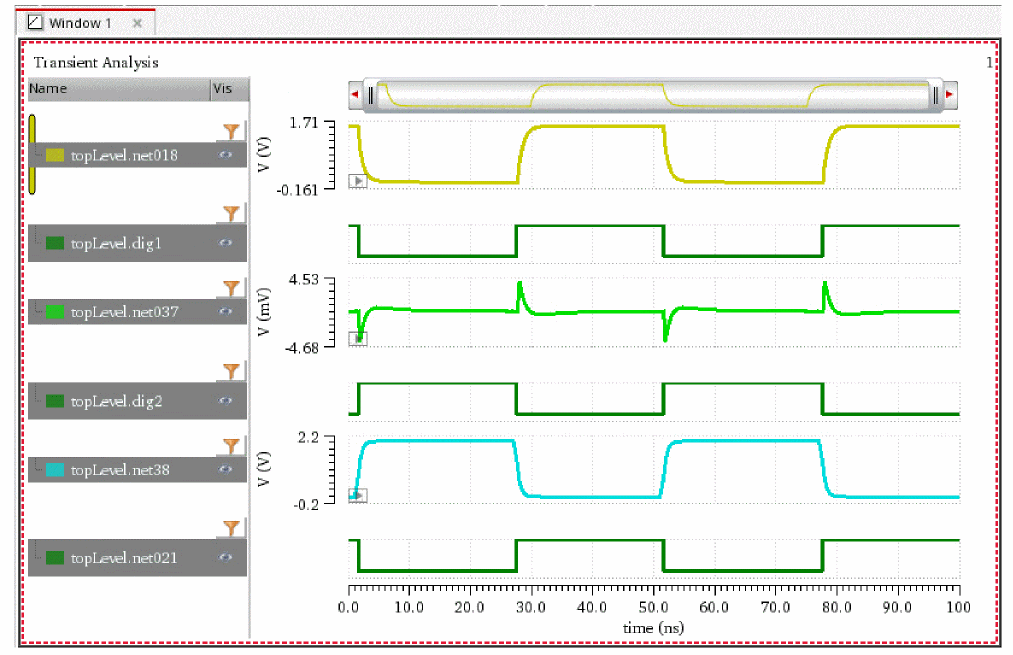 Window 1
Transient Analysis
1
Name Vis
topLevel.net018
1.71
V (V)
-0.161
topLevel.dig1
topLevel.net037
4.53
V (mV)
-4.68
topLevel.dig2
topLevel.net38
2.2
V (V)
-0.2
topLevel.net021
0.0 10.0 20.0 30.0 40.0 50.0 60.0 70.0 80.0 90.0 100
time (ns)